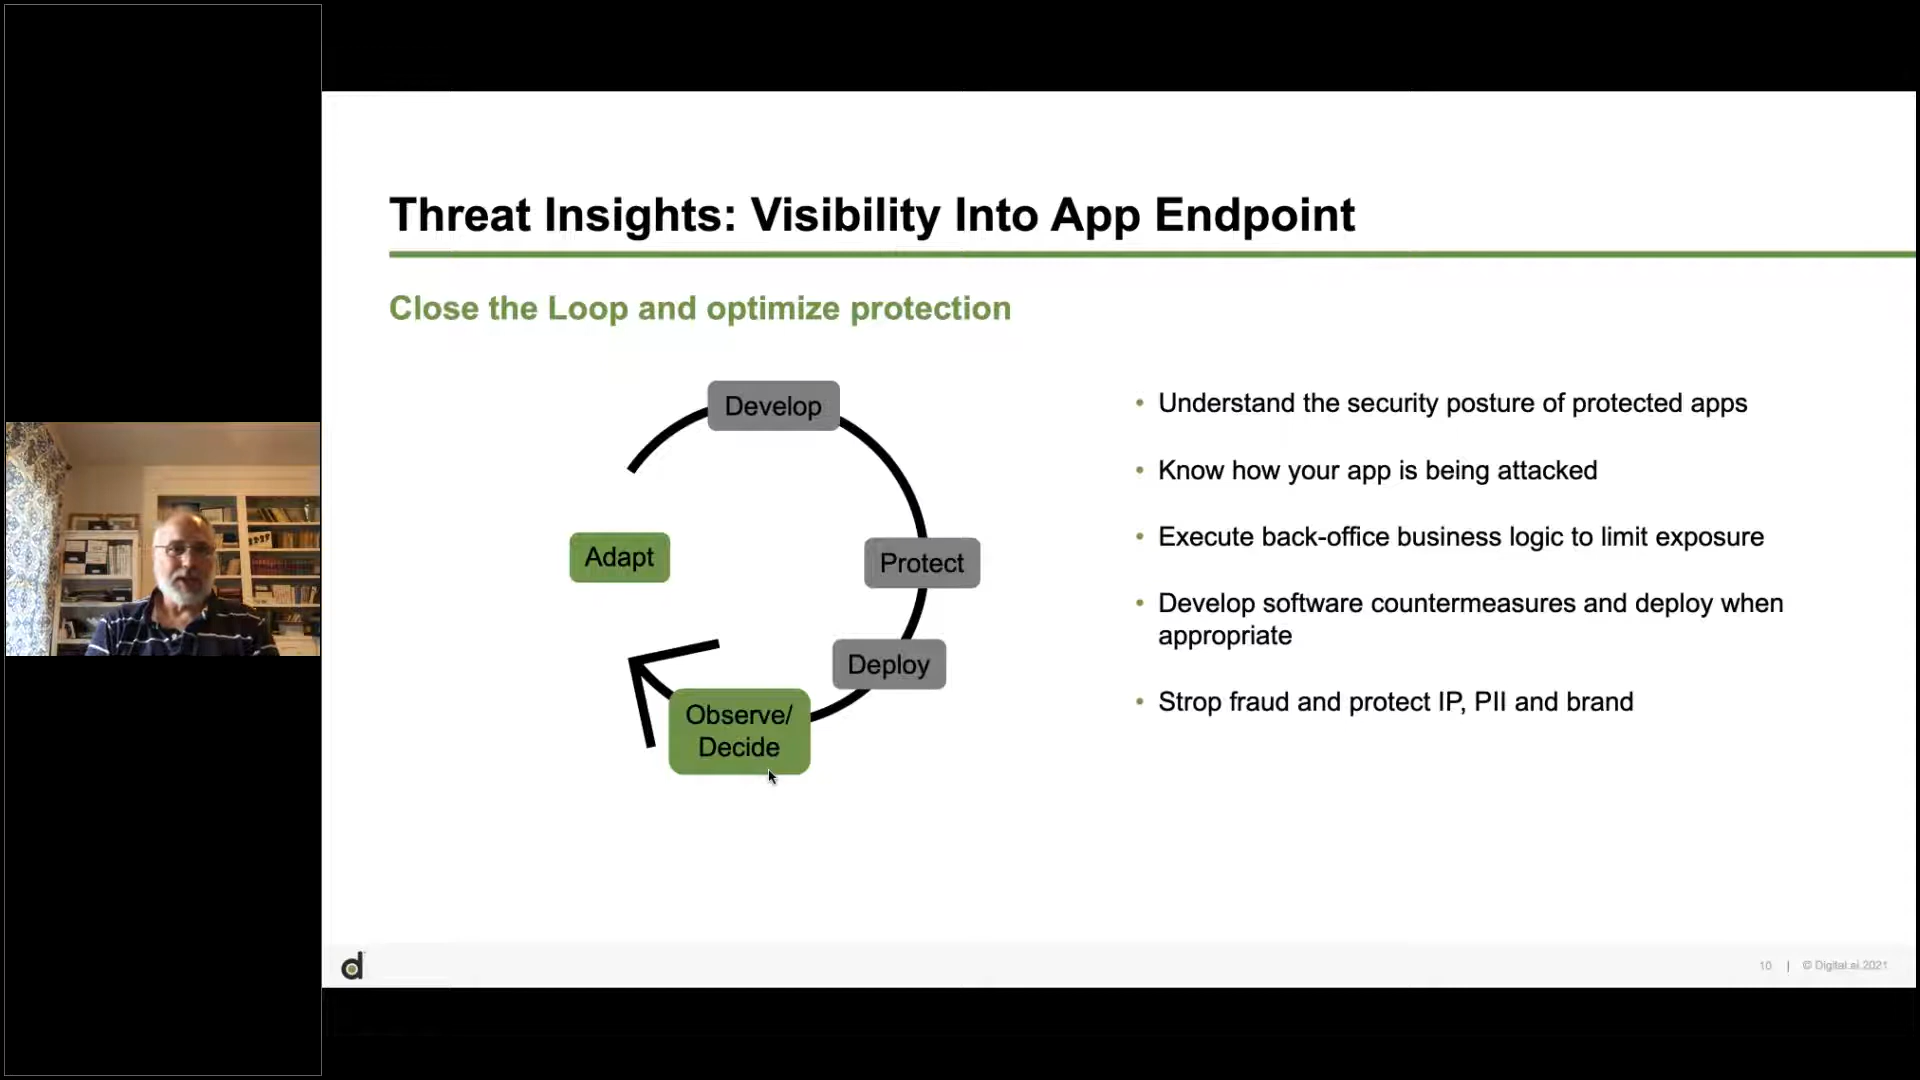 Threat Insights: Visibility Into App Endpoint
Close the Loop and optimize protection
Develop
Adapt
Protect
Deploy
Observe/
Decide
• Understand the security posture of protected apps
• Know how your app is being attacked
• Execute back-office business logic to limit exposure
• Develop software countermeasures and deploy when
appropriate
• Strop fraud and protect IP, PII and brand
d
10 | © Digital.ai 2021